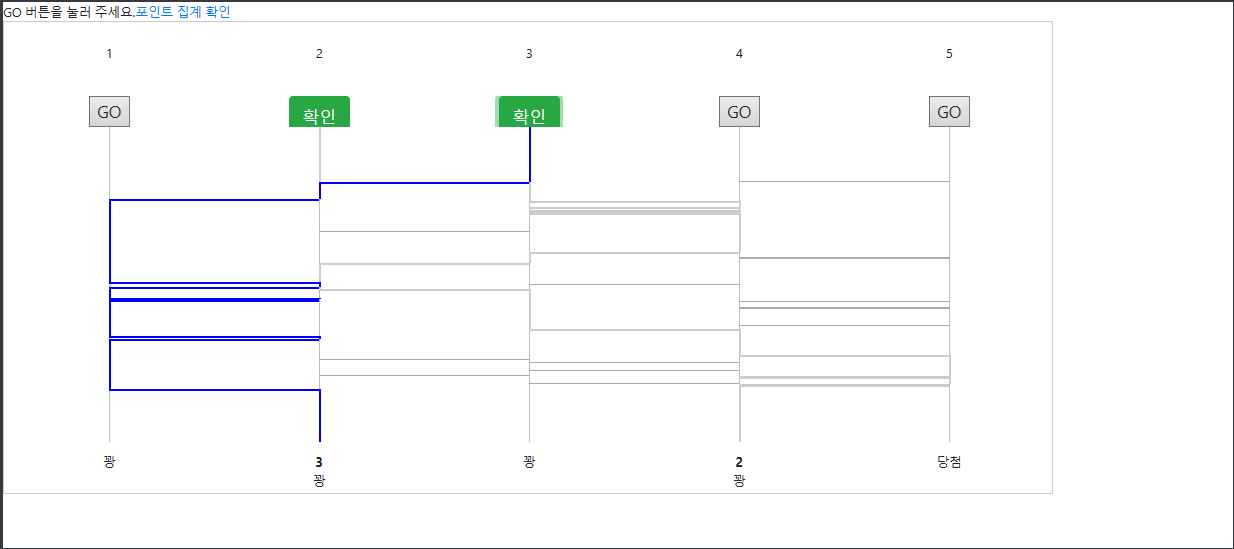 GO 버튼을 눌러 주세요.포인트 집계 확인
1 2 3 4 5
GO 확인 확인 GO GO
꽝 3 꽝 2 당첨
꽝 꽝